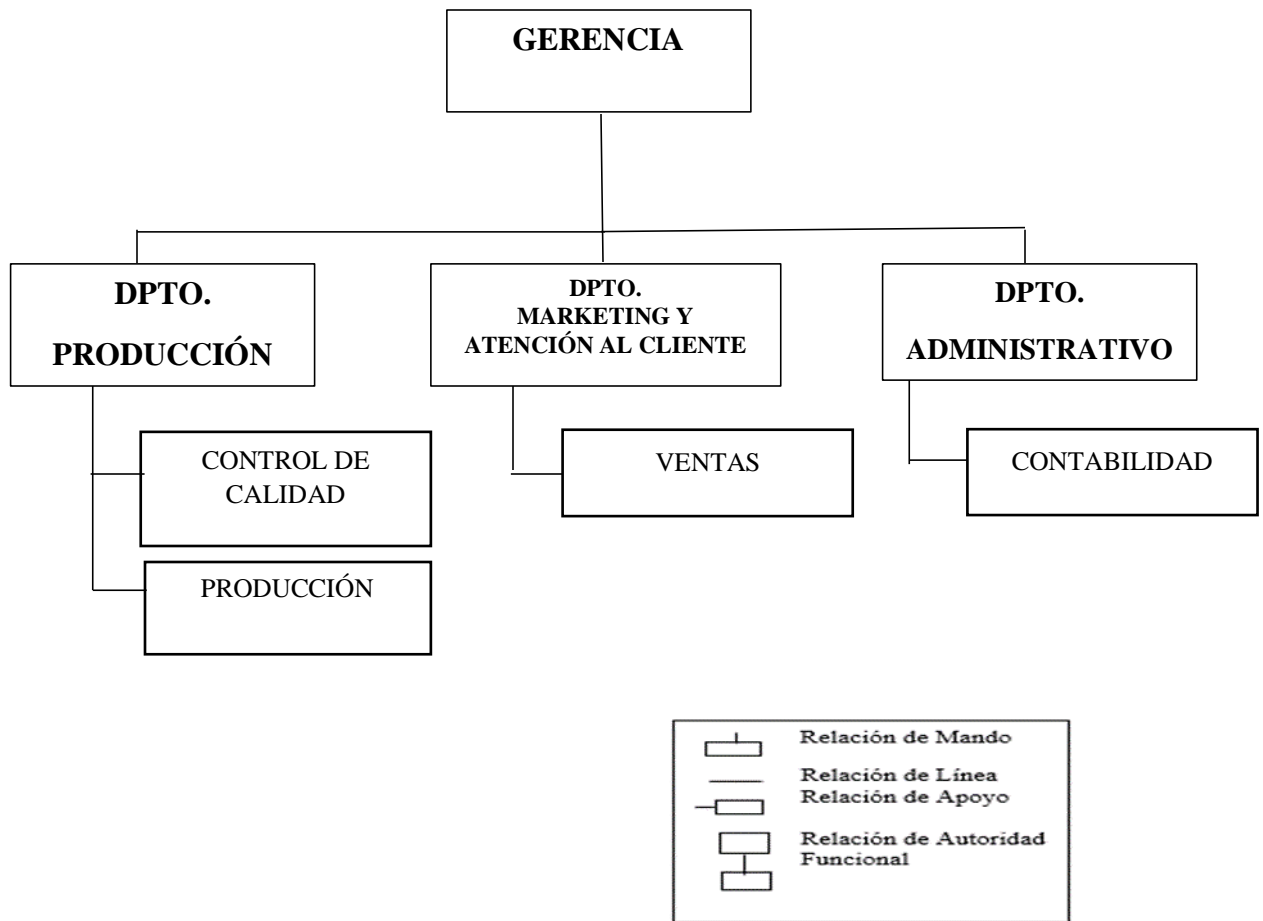 GERENCIA
DPTO.
PRODUCCIÓN
DPTO.
MARKETING Y
ATENCIÓN AL CLIENTE
DPTO.
ADMINISTRATIVO
CONTROL DE
CALIDAD
PRODUCCIÓN
VENTAS
CONTABILIDAD
Relación de Mando
Relación de Línea
Relación de Apoyo
Relación de Autoridad
Funcional